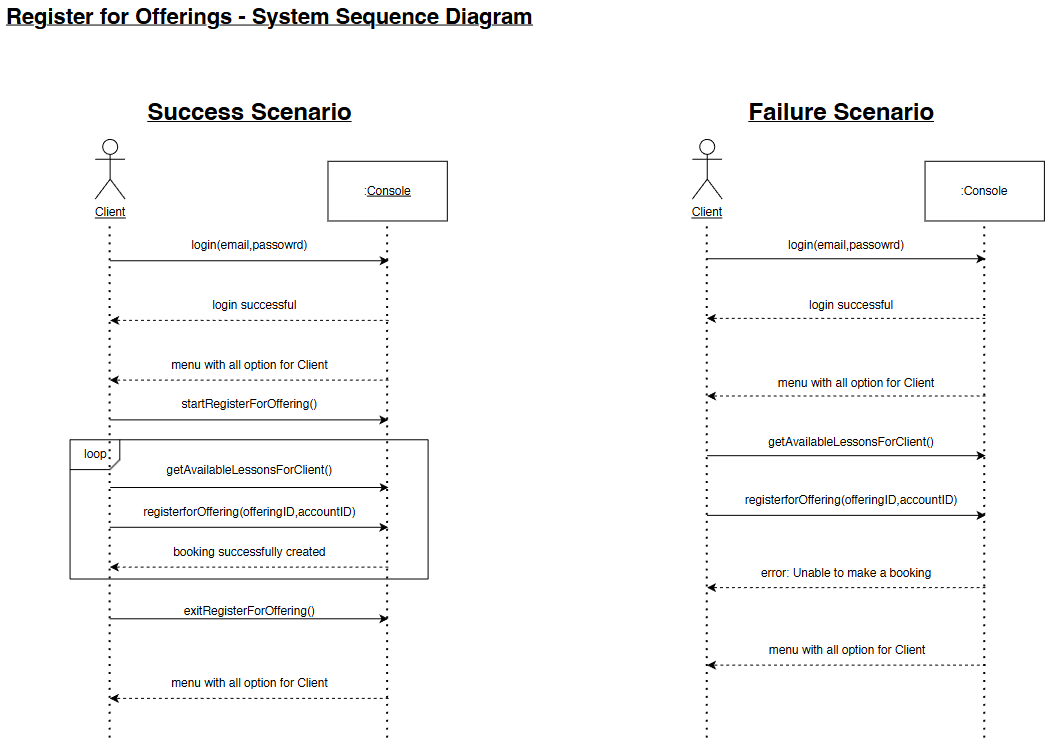 Register for Offerings - System Sequence Diagram
Success Scenario
Client
:Console
login(email,passowrd)
login successful
menu with all option for Client
startRegisterForOffering()
loop
getAvailableLessonsForClient()
registerforOffering(offeringID,accountID)
booking successfully created
exitRegisterForOffering()
menu with all option for Client
Failure Scenario
Client
:Console
login(email,passowrd)
login successful
menu with all option for Client
getAvailableLessonsForClient()
registerforOffering(offeringID,accountID)
error: Unable to make a booking
menu with all option for Client